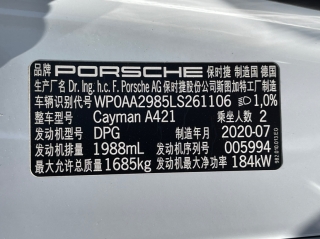 品牌 PORSCHE 保时捷 制造国 德国
生产厂名 Dr. Ing. h.c. F. Porsche AG 保时捷股份公司斯图加特工厂制造
车辆识别代号 WP0AA2985LS261106 1,0%
整车型号 Cayman A421 乘坐人数 2
发动机型号 DPG 制造年月 2020-07
发动机排量 1988mL 发动机序列号 005994
最大允许总质量 1685kg 发动机最大净功率 184kW